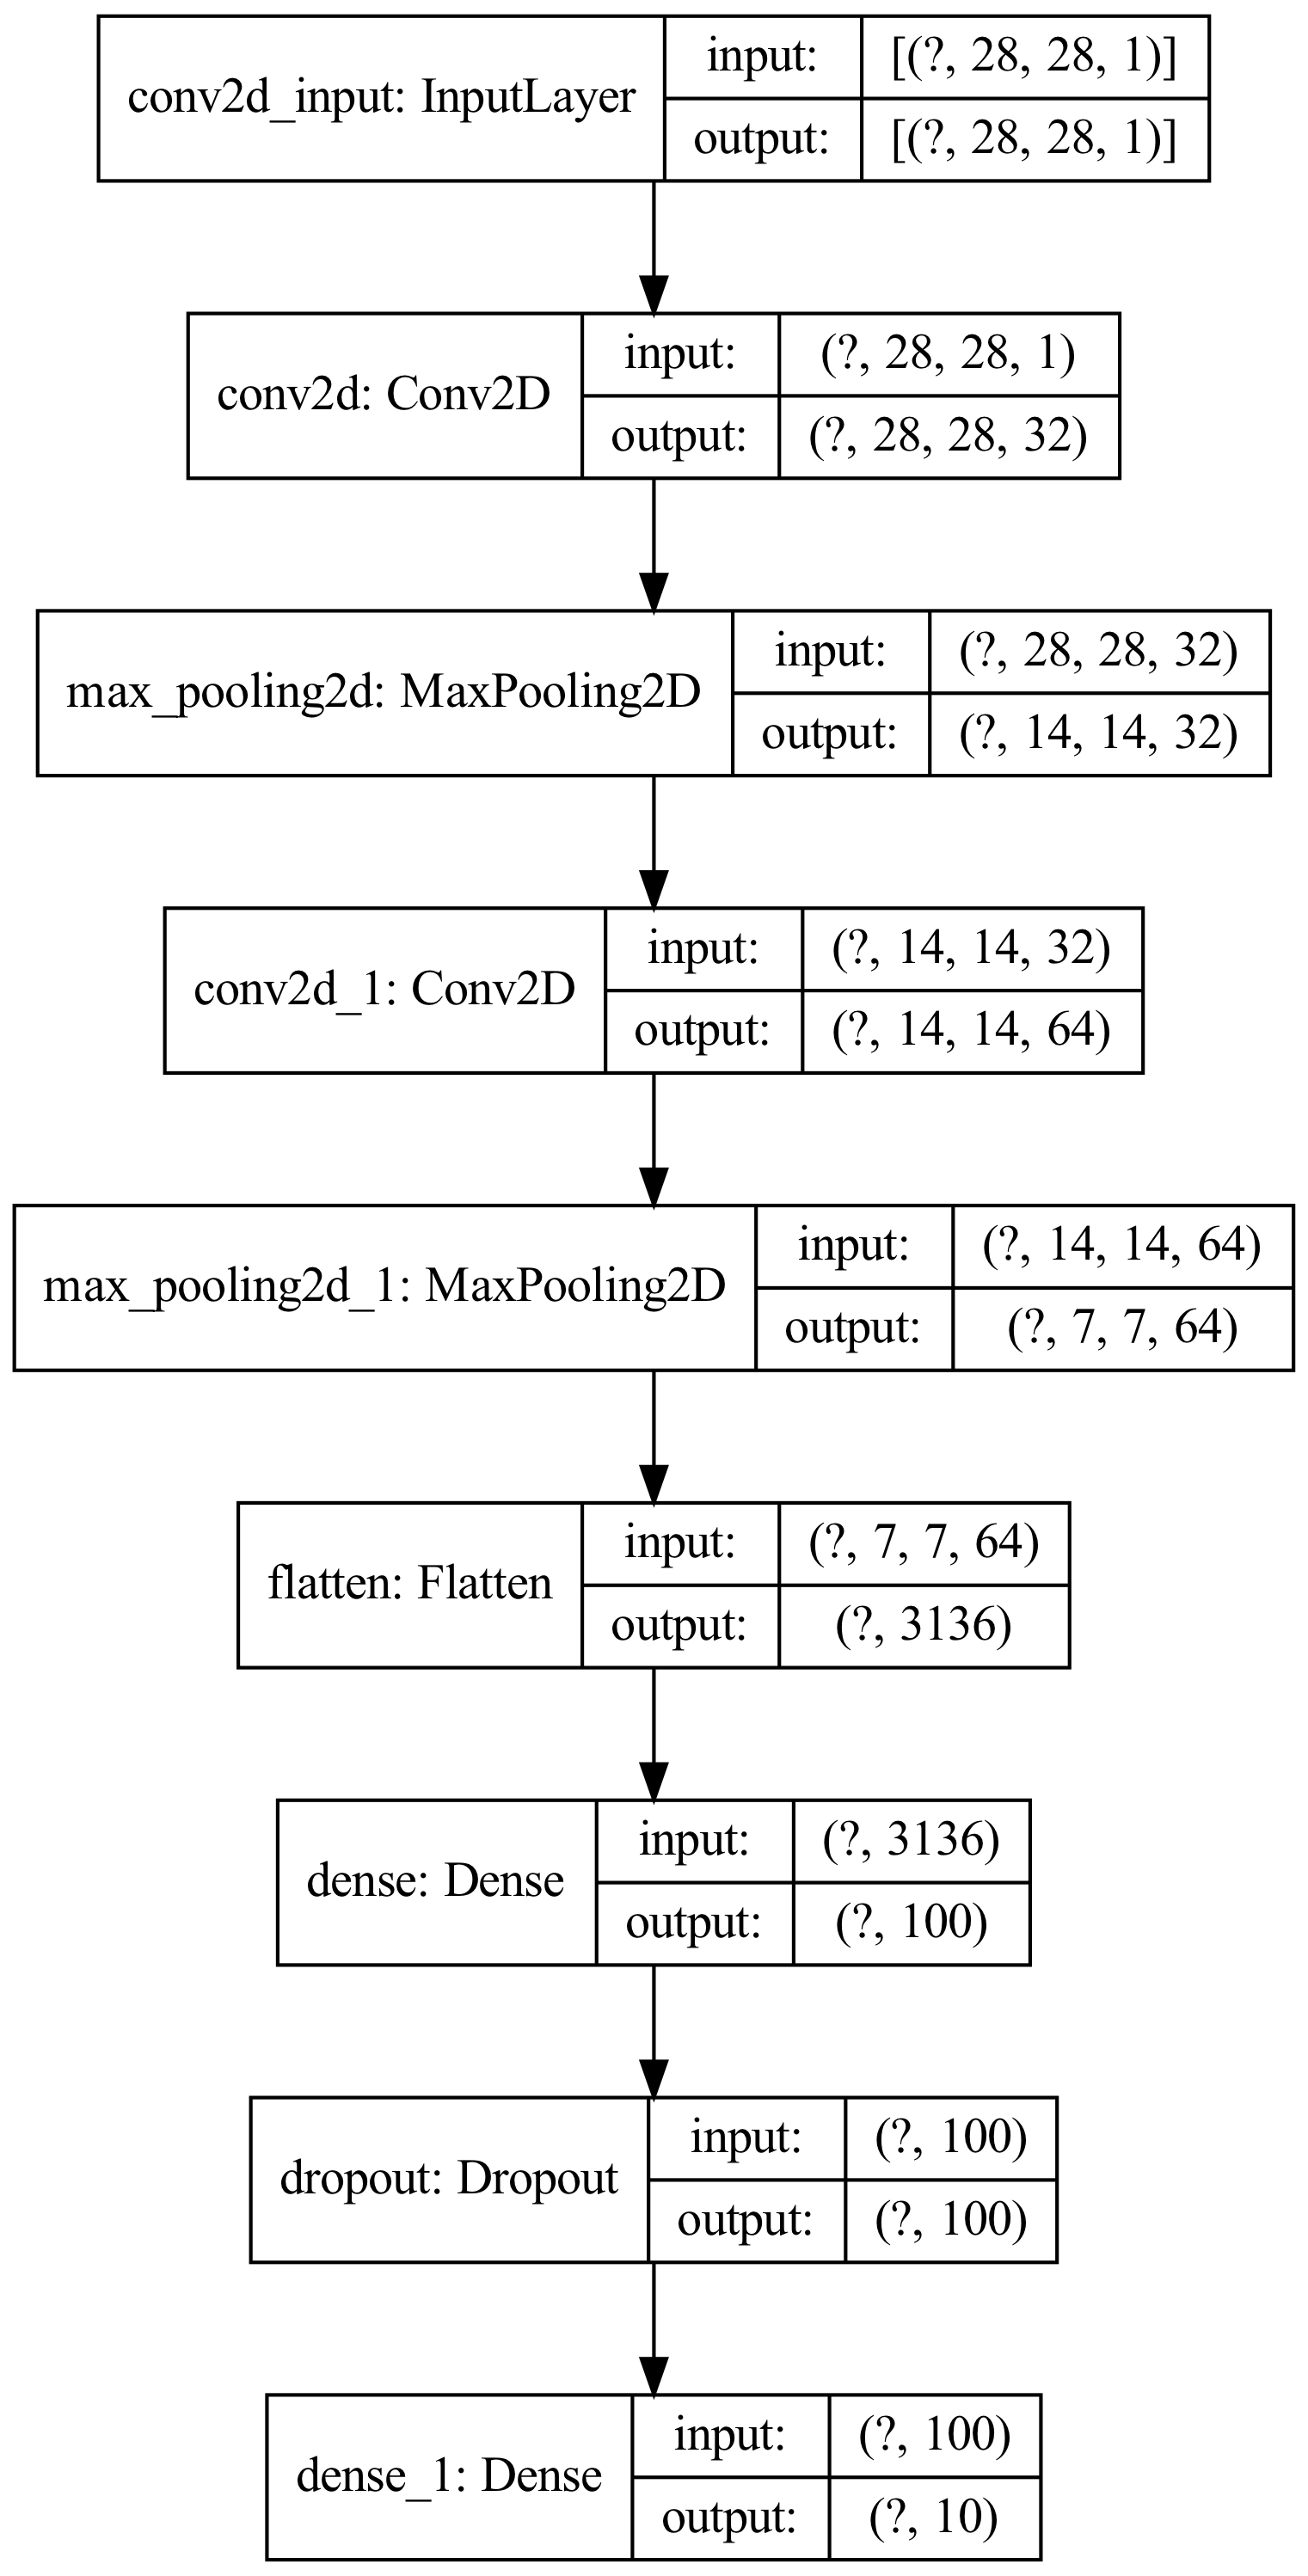 conv2d_input: InputLayer
input:
[(?, 28, 28, 1)]
output:
[(?, 28, 28, 1)]
conv2d: Conv2D
input:
(?, 28, 28, 1)
output:
(?, 28, 28, 32)
max_pooling2d: MaxPooling2D
input:
(?, 28, 28, 32)
output:
(?, 14, 14, 32)
conv2d_1: Conv2D
input:
(?, 14, 14, 32)
output:
(?, 14, 14, 64)
max_pooling2d_1: MaxPooling2D
input:
(?, 14, 14, 64)
output:
(?, 7, 7, 64)
flatten: Flatten
input:
(?, 7, 7, 64)
output:
(?, 3136)
dense: Dense
input:
(?, 3136)
output:
(?, 100)
dropout: Dropout
input:
(?, 100)
output:
(?, 100)
dense_1: Dense
input:
(?, 100)
output:
(?, 10)